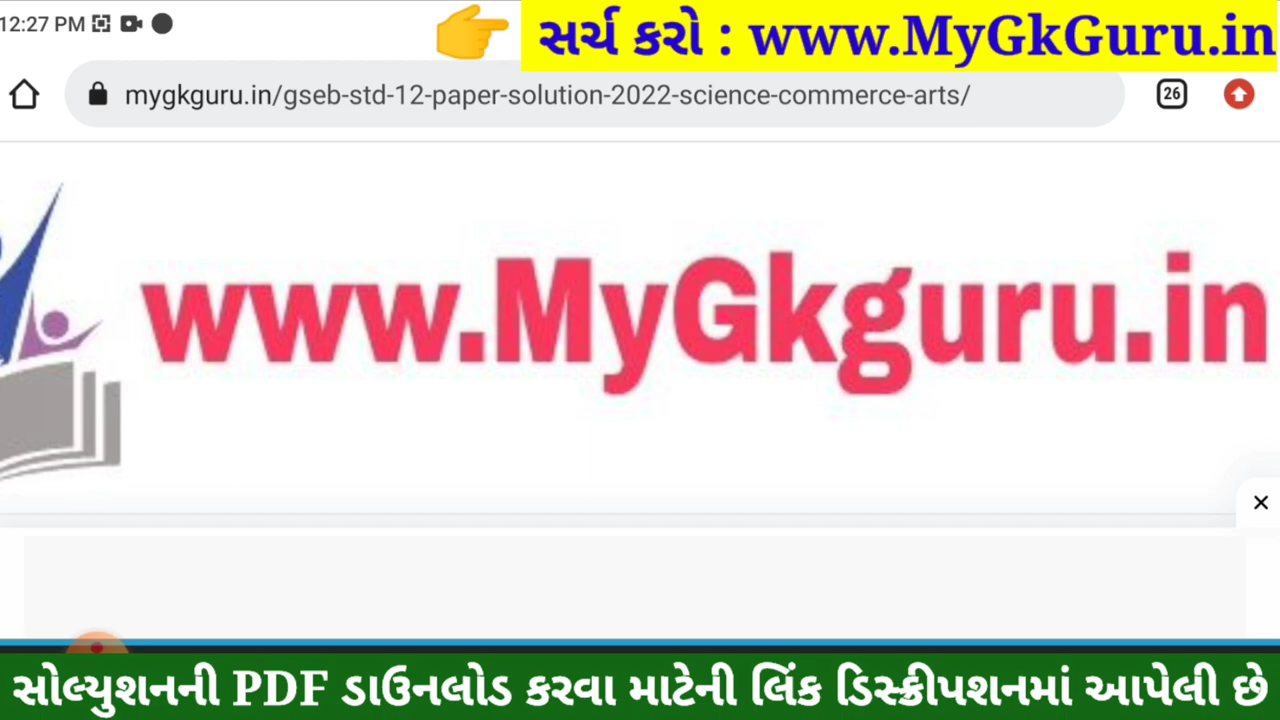 12:27 PM
સર્ચ કરો : www.MyGkGuru.in
mygkguru.in/gseb-std-12-paper-solution-2022-science-commerce-arts/
26
www.MyGkguru.in
સોલ્યુશનની PDF ડાઉનલોડ કરવા માટેની લિંક ડિસ્ક્રીપશનમાં આપેલી છે